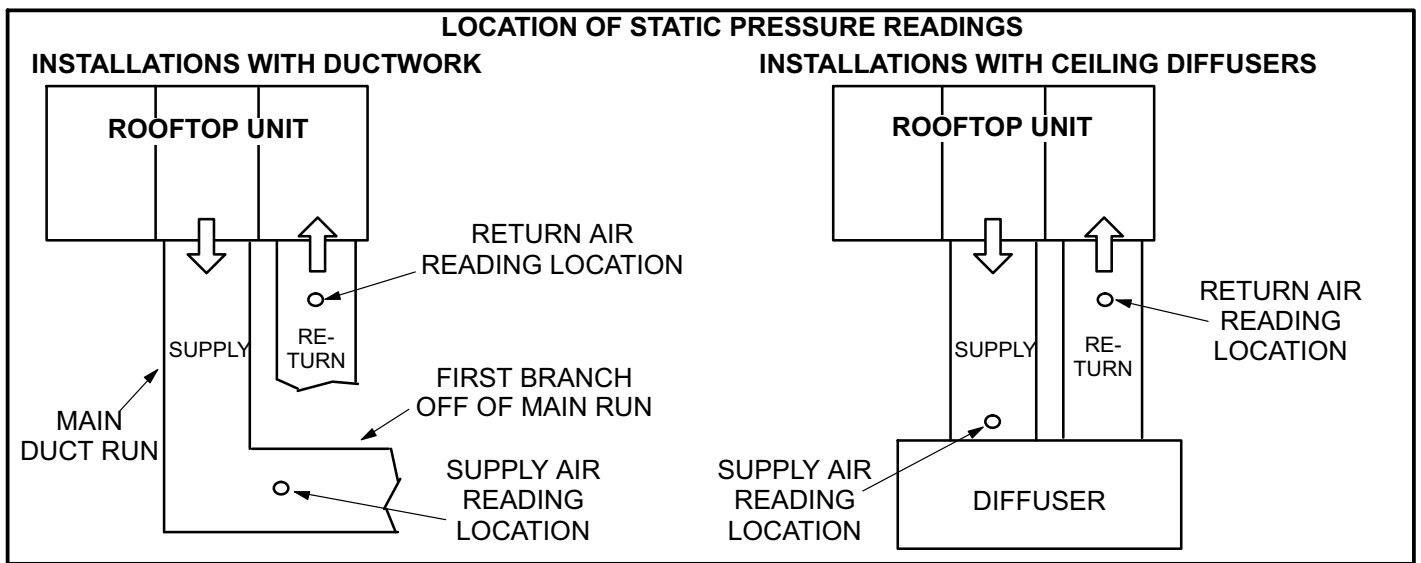 LOCATION OF STATIC PRESSURE READINGS
INSTALLATIONS WITH DUCTWORK
ROOFTOP UNIT
RETURN AIR
READING LOCATION
SUPPLY
RE-
TURN
FIRST BRANCH
OFF OF MAIN RUN
MAIN
DUCT RUN
SUPPLY AIR
READING
LOCATION
INSTALLATIONS WITH CEILING DIFFUSERS
ROOFTOP UNIT
RETURN AIR
READING
LOCATION
SUPPLY
RE-
TURN
SUPPLY AIR
READING
LOCATION
DIFFUSER